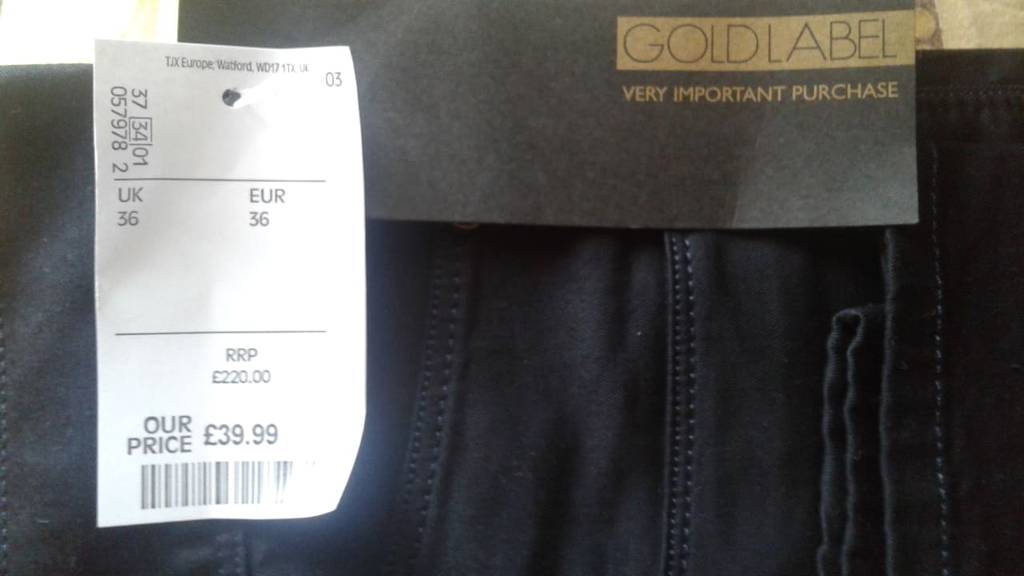 TJX Europe, Watford, WD17 1TX, UK
03
37 34 01
057978 2
UK EUR
36 36
RRP
£220.00
OUR
PRICE £39.99
GOLD LABEL
VERY IMPORTANT PURCHASE